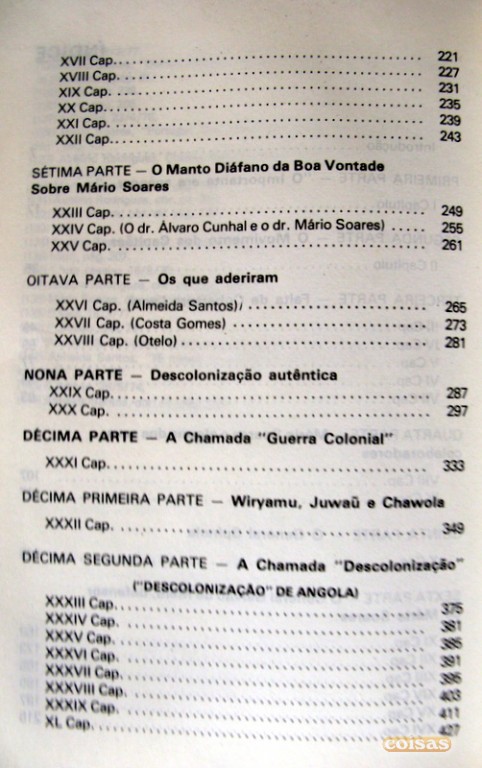 XVII Cap. 221
XVIII Cap. 227
XIX Cap. 231
XX Cap. 235
XXI Cap. 239
XXII Cap. 243
SÉTIMA PARTE — O Manto Diáfano da Boa Vontade
Sobre Mário Soares
XXIII Cap. 249
XXIV Cap. (O dr. Álvaro Cunhal e o dr. Mário Soares) 255
XXV Cap. 261
OITAVA PARTE — Os que aderiram
XXVI Cap. (Almeida Santos) 265
XXVII Cap. (Costa Gomes) 273
XXVIII Cap. (Otelo) 281
NONA PARTE — Descolonização autêntica
XXIX Cap. 287
XXX Cap. 297
DÉCIMA PARTE — A Chamada "Guerra Colonial"
XXXI Cap. 333
DÉCIMA PRIMEIRA PARTE — Wiryamu, Juwaü e Chawola
XXXII Cap. 349
DÉCIMA SEGUNDA PARTE — A Chamada "Descolonização"
("DESCOLONIZAÇÃO" DE ANGOLA)
XXXIII Cap. 375
XXXIV Cap. 381
XXXV Cap. 385
XXXVI Cap. 391
XXXVII Cap. 395
XXXVIII Cap. 403
XXXIX Cap. 411
XL Cap. 427
coisas